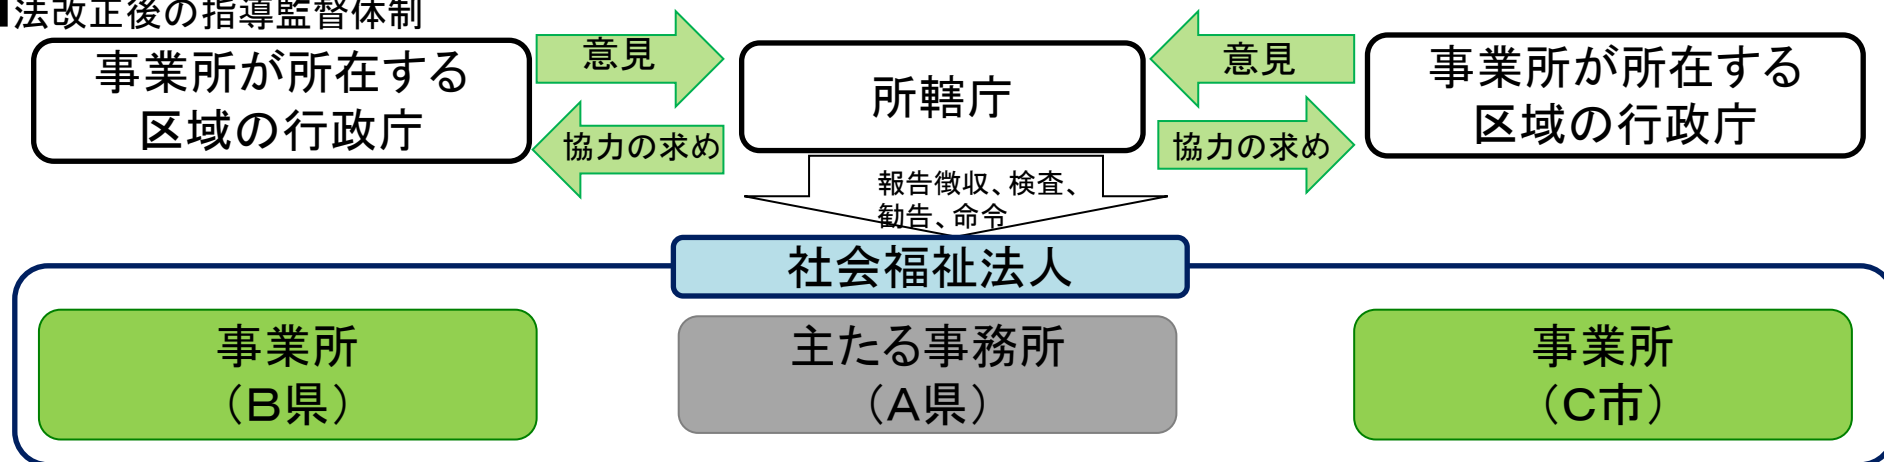 ■法改正後の指導監督体制
事業所が所在する
区域の行政庁
意見
協力の求め
所轄庁
意見
協力の求め
事業所が所在する
区域の行政庁
報告徴収、検査、
勧告、命令
社会福祉法人
事業所
（B県）
主たる事務所
（A県）
事業所
（C市）